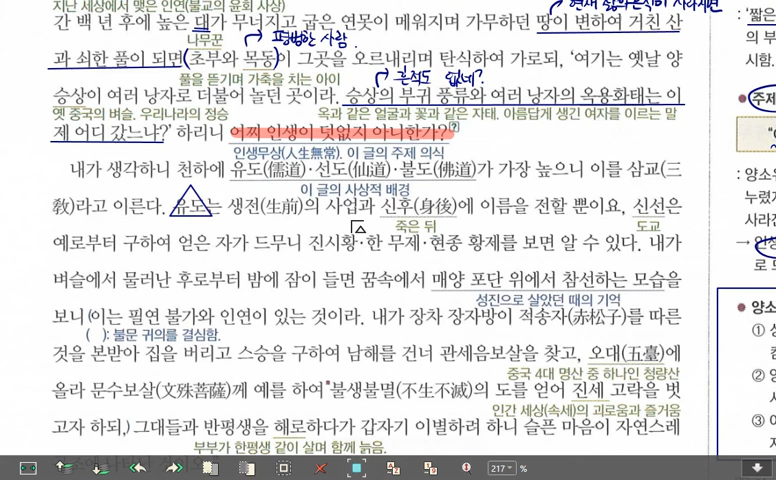 지난 세상에서 맺은 인연(불교의 윤회 사상)
간 백 년 후에 높은 대가 무너지고 굽은 연못이 메워지며 가무하던 땅이 변하여 거친 산
나무꾼
평범한 사람
과 쇠한 풀이 되면(초부와 목동)이 그곳을 오르내리며 탄식하여 가로되, ‘여기는 옛날 양
풀을 뜯기며 가축을 치는 아이
흔적도 없네?
승상이 여러 낭자로 더불어 놀던 곳이라. 승상의 부귀 풍류와 여러 낭자의 옥용화태는 이
옛 중국의 벼슬. 우리나라의 정승
옥과 같은 얼굴과 꽃과 같은 자태. 아름답게 생긴 여자를 이르는 말
제 어디 갔느냐?’ 하리니 어찌 인생이 덧없지 아니한가?
인생무상(人生無常). 이 글의 주제 의식
내가 생각하니 천하에 유도(儒道)·선도(仙道)·불도(佛道)가 가장 높으니 이를 삼교(三
이 글의 사상적 배경
敎)라고 이른다. 유도는 생전(生前)의 사업과 신후(身後)에 이름을 전할 뿐이요, 신선은
죽은 뒤
도교
예로부터 구하여 얻은 자가 드무니 진시황·한 무제·현종 황제를 보면 알 수 있다. 내가
벼슬에서 물러난 후로부터 밤에 잠이 들면 꿈속에서 매양 포단 위에서 참선하는 모습을
성진으로 살았던 때의 기억
보니 (이는 필연 불가와 인연이 있는 것이라. 내가 장차 장자방이 적송자(赤松子)를 따른
( ): 불문 귀의를 결심함.
것을 본받아 집을 버리고 스승을 구하여 남해를 건너 관세음보살을 찾고, 오대(五臺)에
중국 4대 명산 중 하나인 청량산
올라 문수보살(文殊菩薩)께 예를 하여 불생불멸(不生不滅)의 도를 얻어 진세 고락을 벗
인간 세상(속세)의 괴로움과 즐거움
고자 하되,) 그대들과 반평생을 해로하다가 갑자기 이별하려 하니 슬픈 마음이 자연스레
부부가 한평생 같이 살며 함께 늙음.
: ‘짧은
의 부
시함.
주제
: 양소유
누렸기
사라진
→ 인생
로 도
양소
① 성
② 양
③ 이
217 %